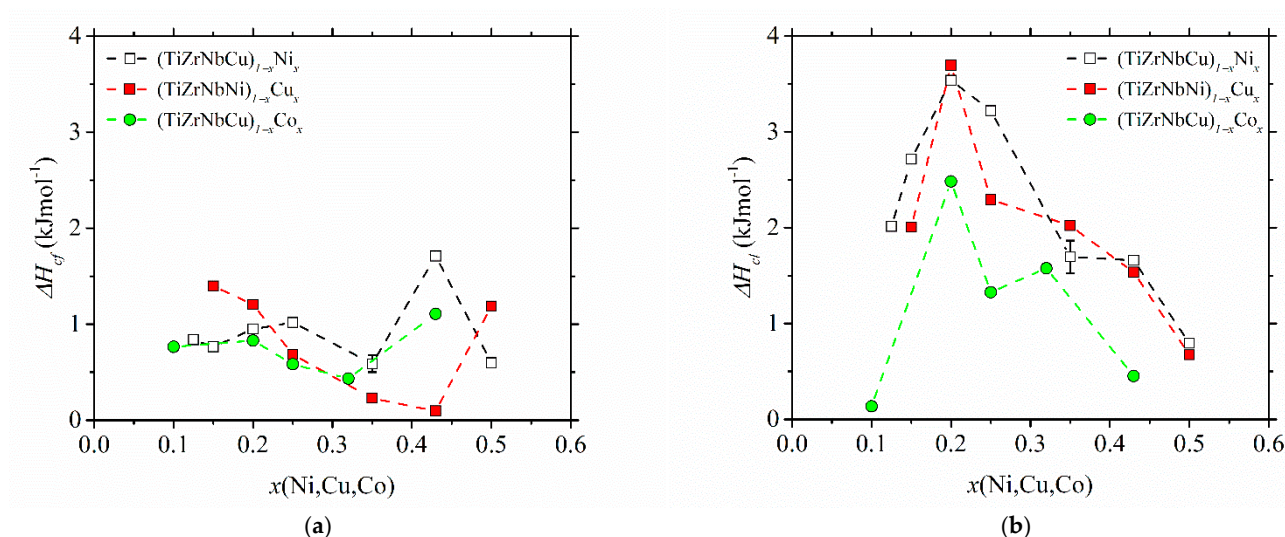 4
3
2
1
0
ΔH_cf (kJmol⁻¹)
(TiZrNbCu)₁₋ₓNiₓ
(TiZrNbNi)₁₋ₓCuₓ
(TiZrNbCu)₁₋ₓCoₓ
0.0 0.1 0.2 0.3 0.4 0.5 0.6
x(Ni,Cu,Co)
(a)
4
3
2
1
0
(kJmol⁻¹)
(TiZrNbCu)₁₋ₓNiₓ
(TiZrNbNi)₁₋ₓCuₓ
(TiZrNbCu)₁₋ₓCoₓ
0.0 0.1 0.2 0.3 0.4 0.5 0.6
x(Ni,Cu,Co)
(b)